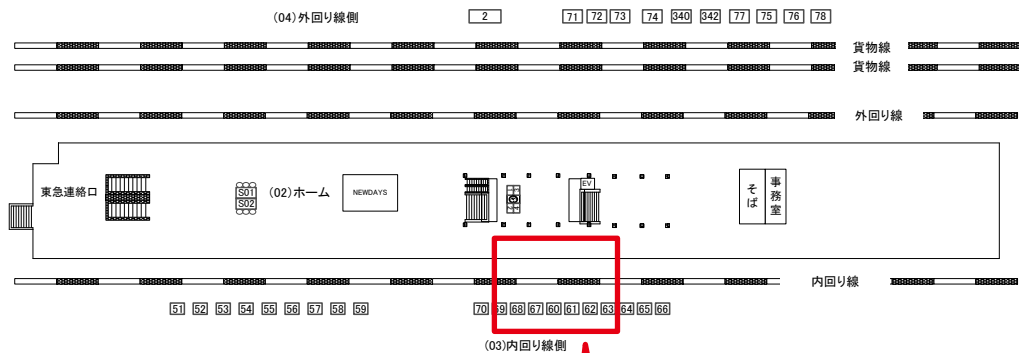 (04)外回り線側
2 71 72 73 74 340 342 77 75 76 78
貨物線
貨物線
外回り線
東急連絡口
S01
S02
(02)ホーム
NEWDAYS
EV
そば
事務室
内回り線
51 52 53 54 55 56 57 58 59 70 69 68 67 60 61 62 63 64 65 66
(03)内回り線側